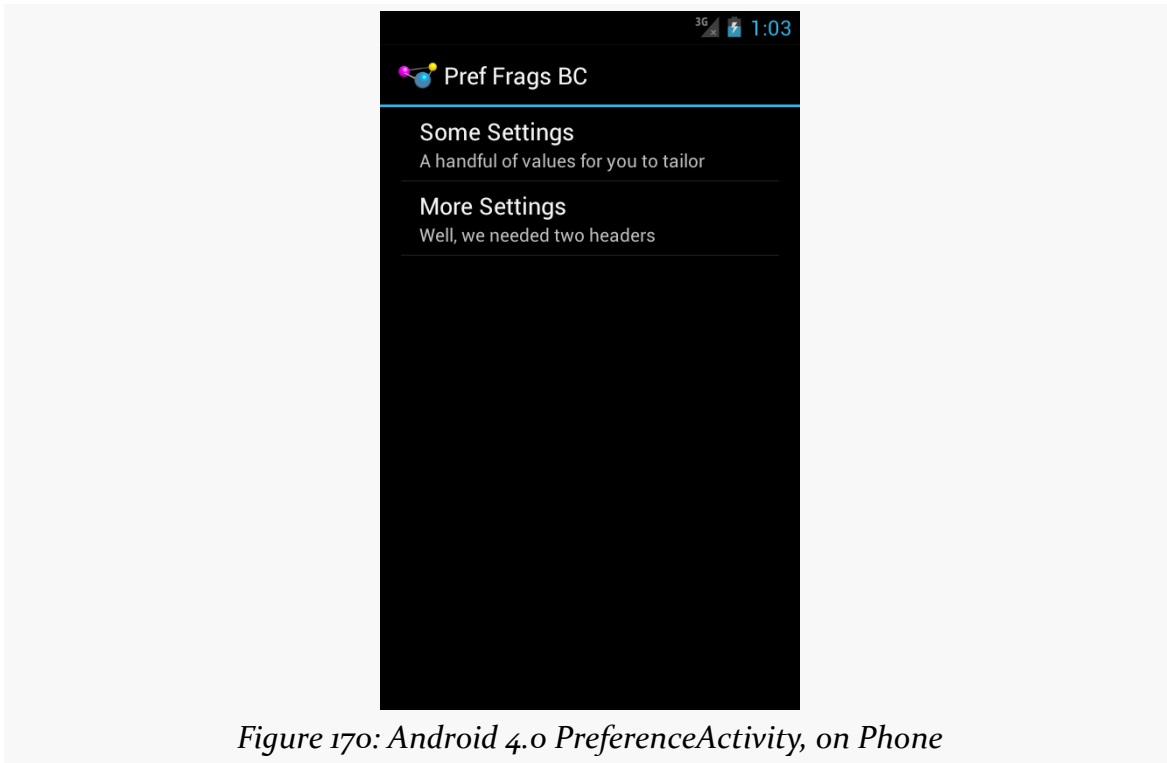 3G
1:03
Pref Frags BC
Some Settings
A handful of values for you to tailor
More Settings
Well, we needed two headers
Figure 170: Android 4.0 PreferenceActivity, on Phone